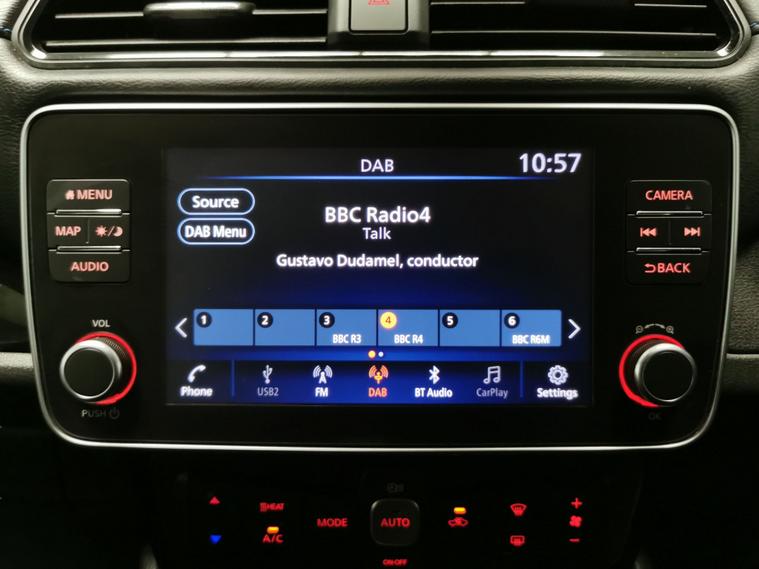 DAB
10:57
MENU
MAP
AUDIO
Source
DAB Menu
BBC Radio4
Talk
Gustavo Dudamel, conductor
CAMERA
BACK
1
2
3
BBC R3
4
BBC R4
5
6
BBC R6M
VOL
PUSH
Phone
USB2
FM
DAB
BT Audio
CarPlay
Settings
OK
HEAT
A/C
MODE
AUTO
ON·OFF
+
−